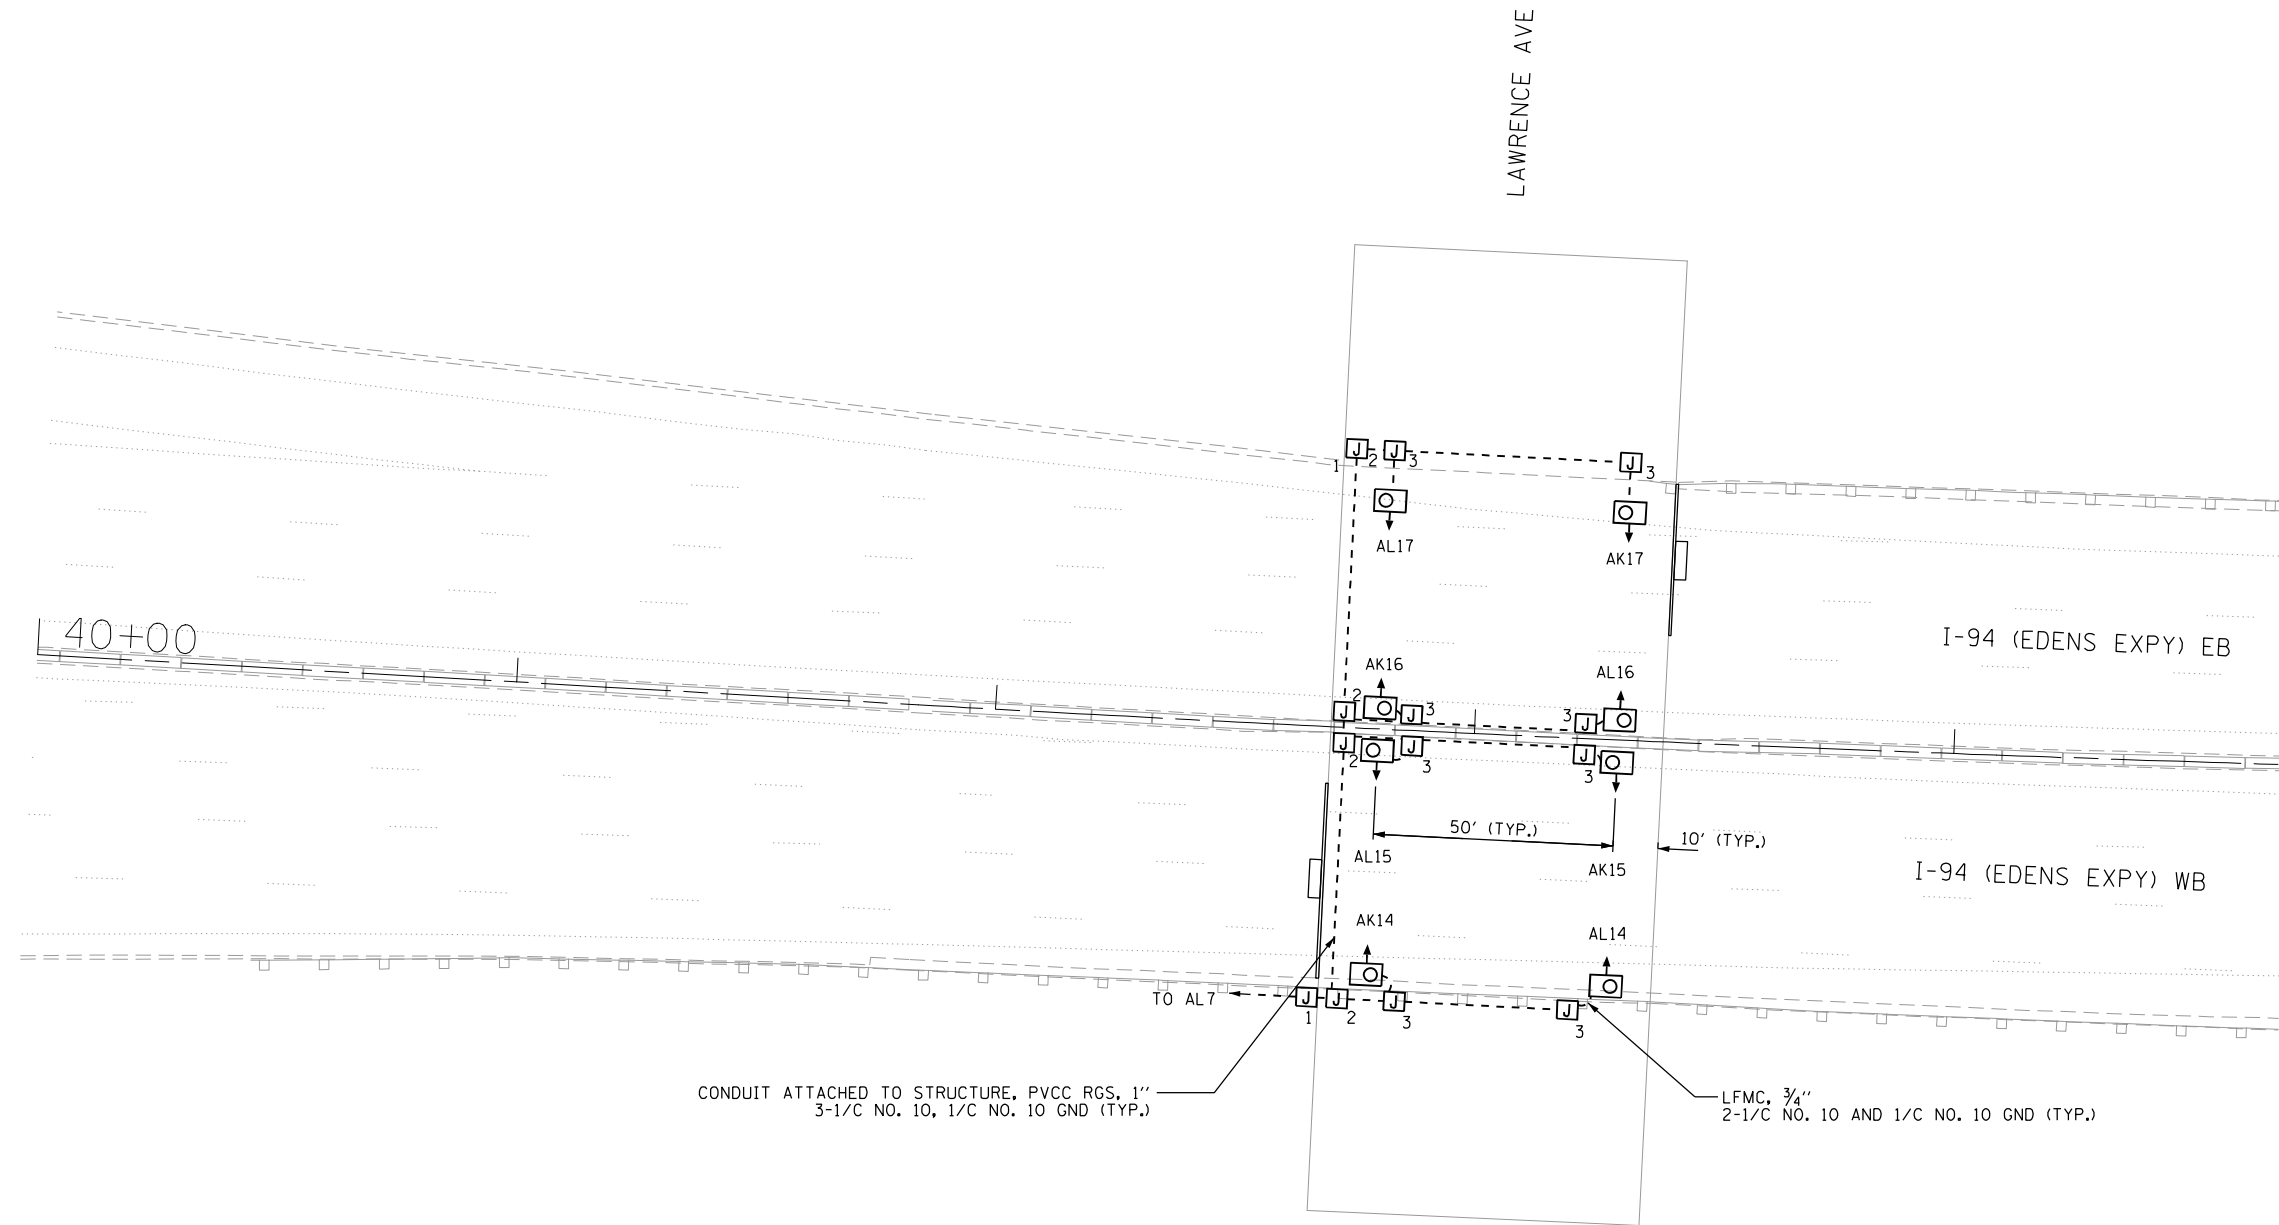 LAWRENCE AVE
J
J
2
3
J
1
3
AL17
AK17
40+00
I-94 (EDENS EXPY) EB
AK16
AL16
2
J
J
3
3
J
J
2
J
3
J
3
50' (TYP.)
10' (TYP.)
AL15
AK15
I-94 (EDENS EXPY) WB
AK14
AL14
TO AL7
J
J
J
J
1
2
3
3
CONDUIT ATTACHED TO STRUCTURE, PVCC RGS, 1"
3-1/C NO. 10, 1/C NO. 10 GND (TYP.)
LFMC, ¾"
2-1/C NO. 10 AND 1/C NO. 10 GND (TYP.)